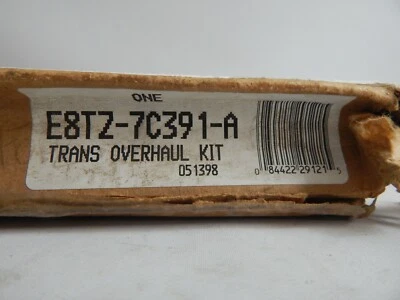 ONE
E8TZ-7C391-A
TRANS OVERHAUL KIT
051398
0 84422 29121 5